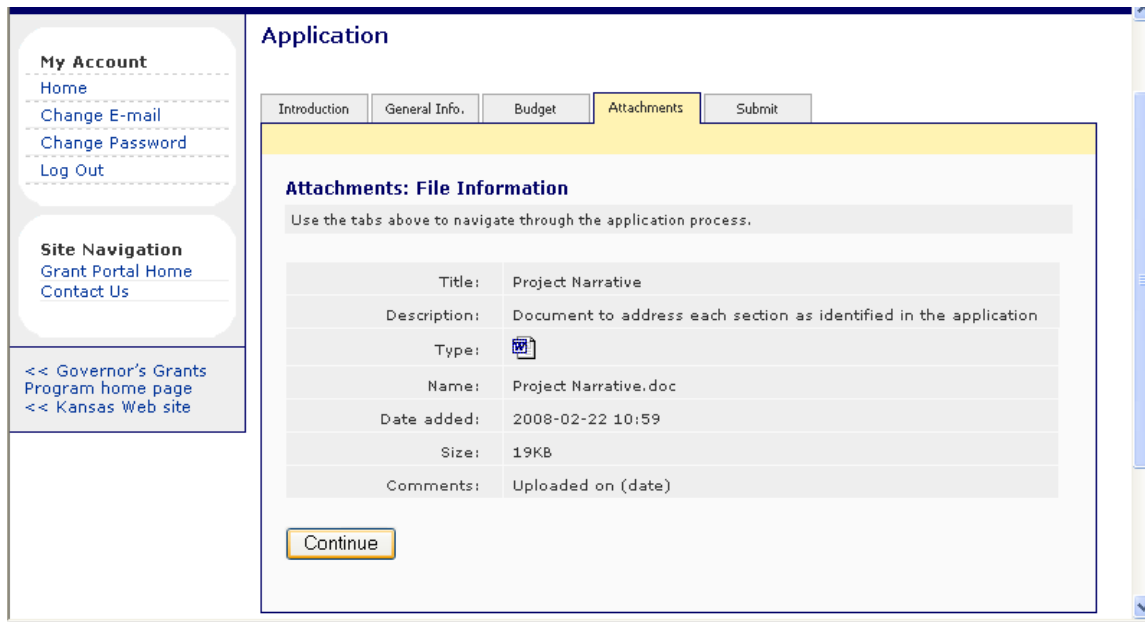 My Account
Home
Change E-mail
Change Password
Log Out
Site Navigation
Grant Portal Home
Contact Us
<< Governor's Grants
Program home page
<< Kansas Web site
Application
Introduction General Info. Budget Attachments Submit
Attachments: File Information
Use the tabs above to navigate through the application process.
Title: Project Narrative
Description: Document to address each section as identified in the application
Type: W
Name: Project Narrative.doc
Date added: 2008-02-22 10:59
Size: 19KB
Comments: Uploaded on (date)
Continue